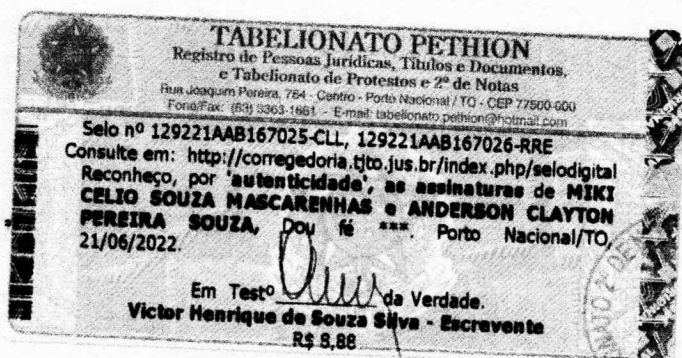 TABELIONATO PETHION
Registro de Pessoas Jurídicas, Títulos e Documentos,
e Tabelionato de Protestos e 2º de Notas
Rua Joaquim Pereira, 764 - Centro - Porto Nacional / TO - CEP 77500-000
Fone/Fax: (63) 3363-1661 - E-mail: tabelionato.pethion@hotmail.com
Selo nº 129221AAB167025-CLL, 129221AAB167026-RRE
Consulte em: http://corregedoria.tjto.jus.br/index.php/selodigital
Reconheço, por 'autenticidade', as assinaturas de MIKI
CELIO SOUZA MASCARENHAS e ANDERSON CLAYTON
PEREIRA SOUZA, Dou fé ***. Porto Nacional/TO,
21/06/2022.
Em Testº da Verdade.
Victor Henrique de Souza Silva - Escrevente
R$ 5,88